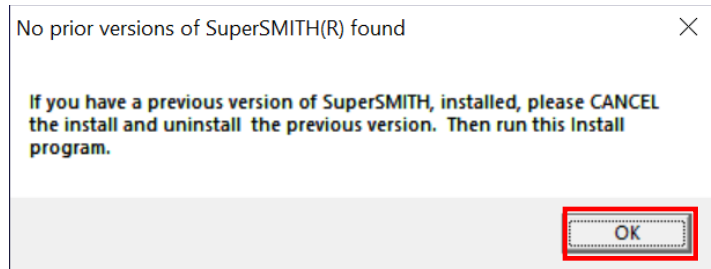 No prior versions of SuperSMITH(R) found
If you have a previous version of SuperSMITH, installed, please CANCEL
the install and uninstall  the previous version.  Then run this Install
program.
OK